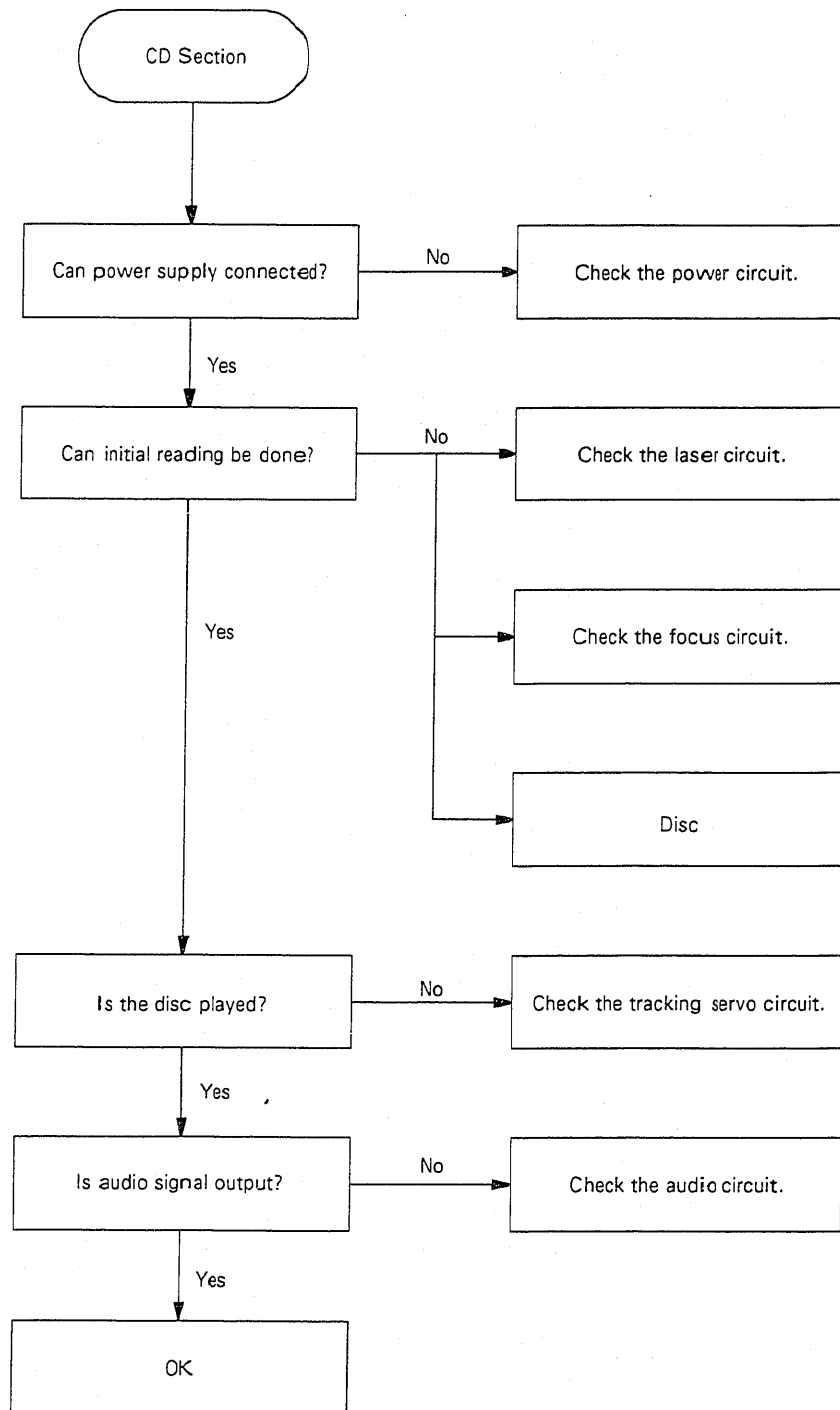 CD Section
Can power supply connected?
No
Check the power circuit.
Yes
Can initial reading be done?
No
Check the laser circuit.
Yes
Check the focus circuit.
Disc
Is the disc played?
No
Check the tracking servo circuit.
Yes
Is audio signal output?
No
Check the audio circuit.
Yes
OK